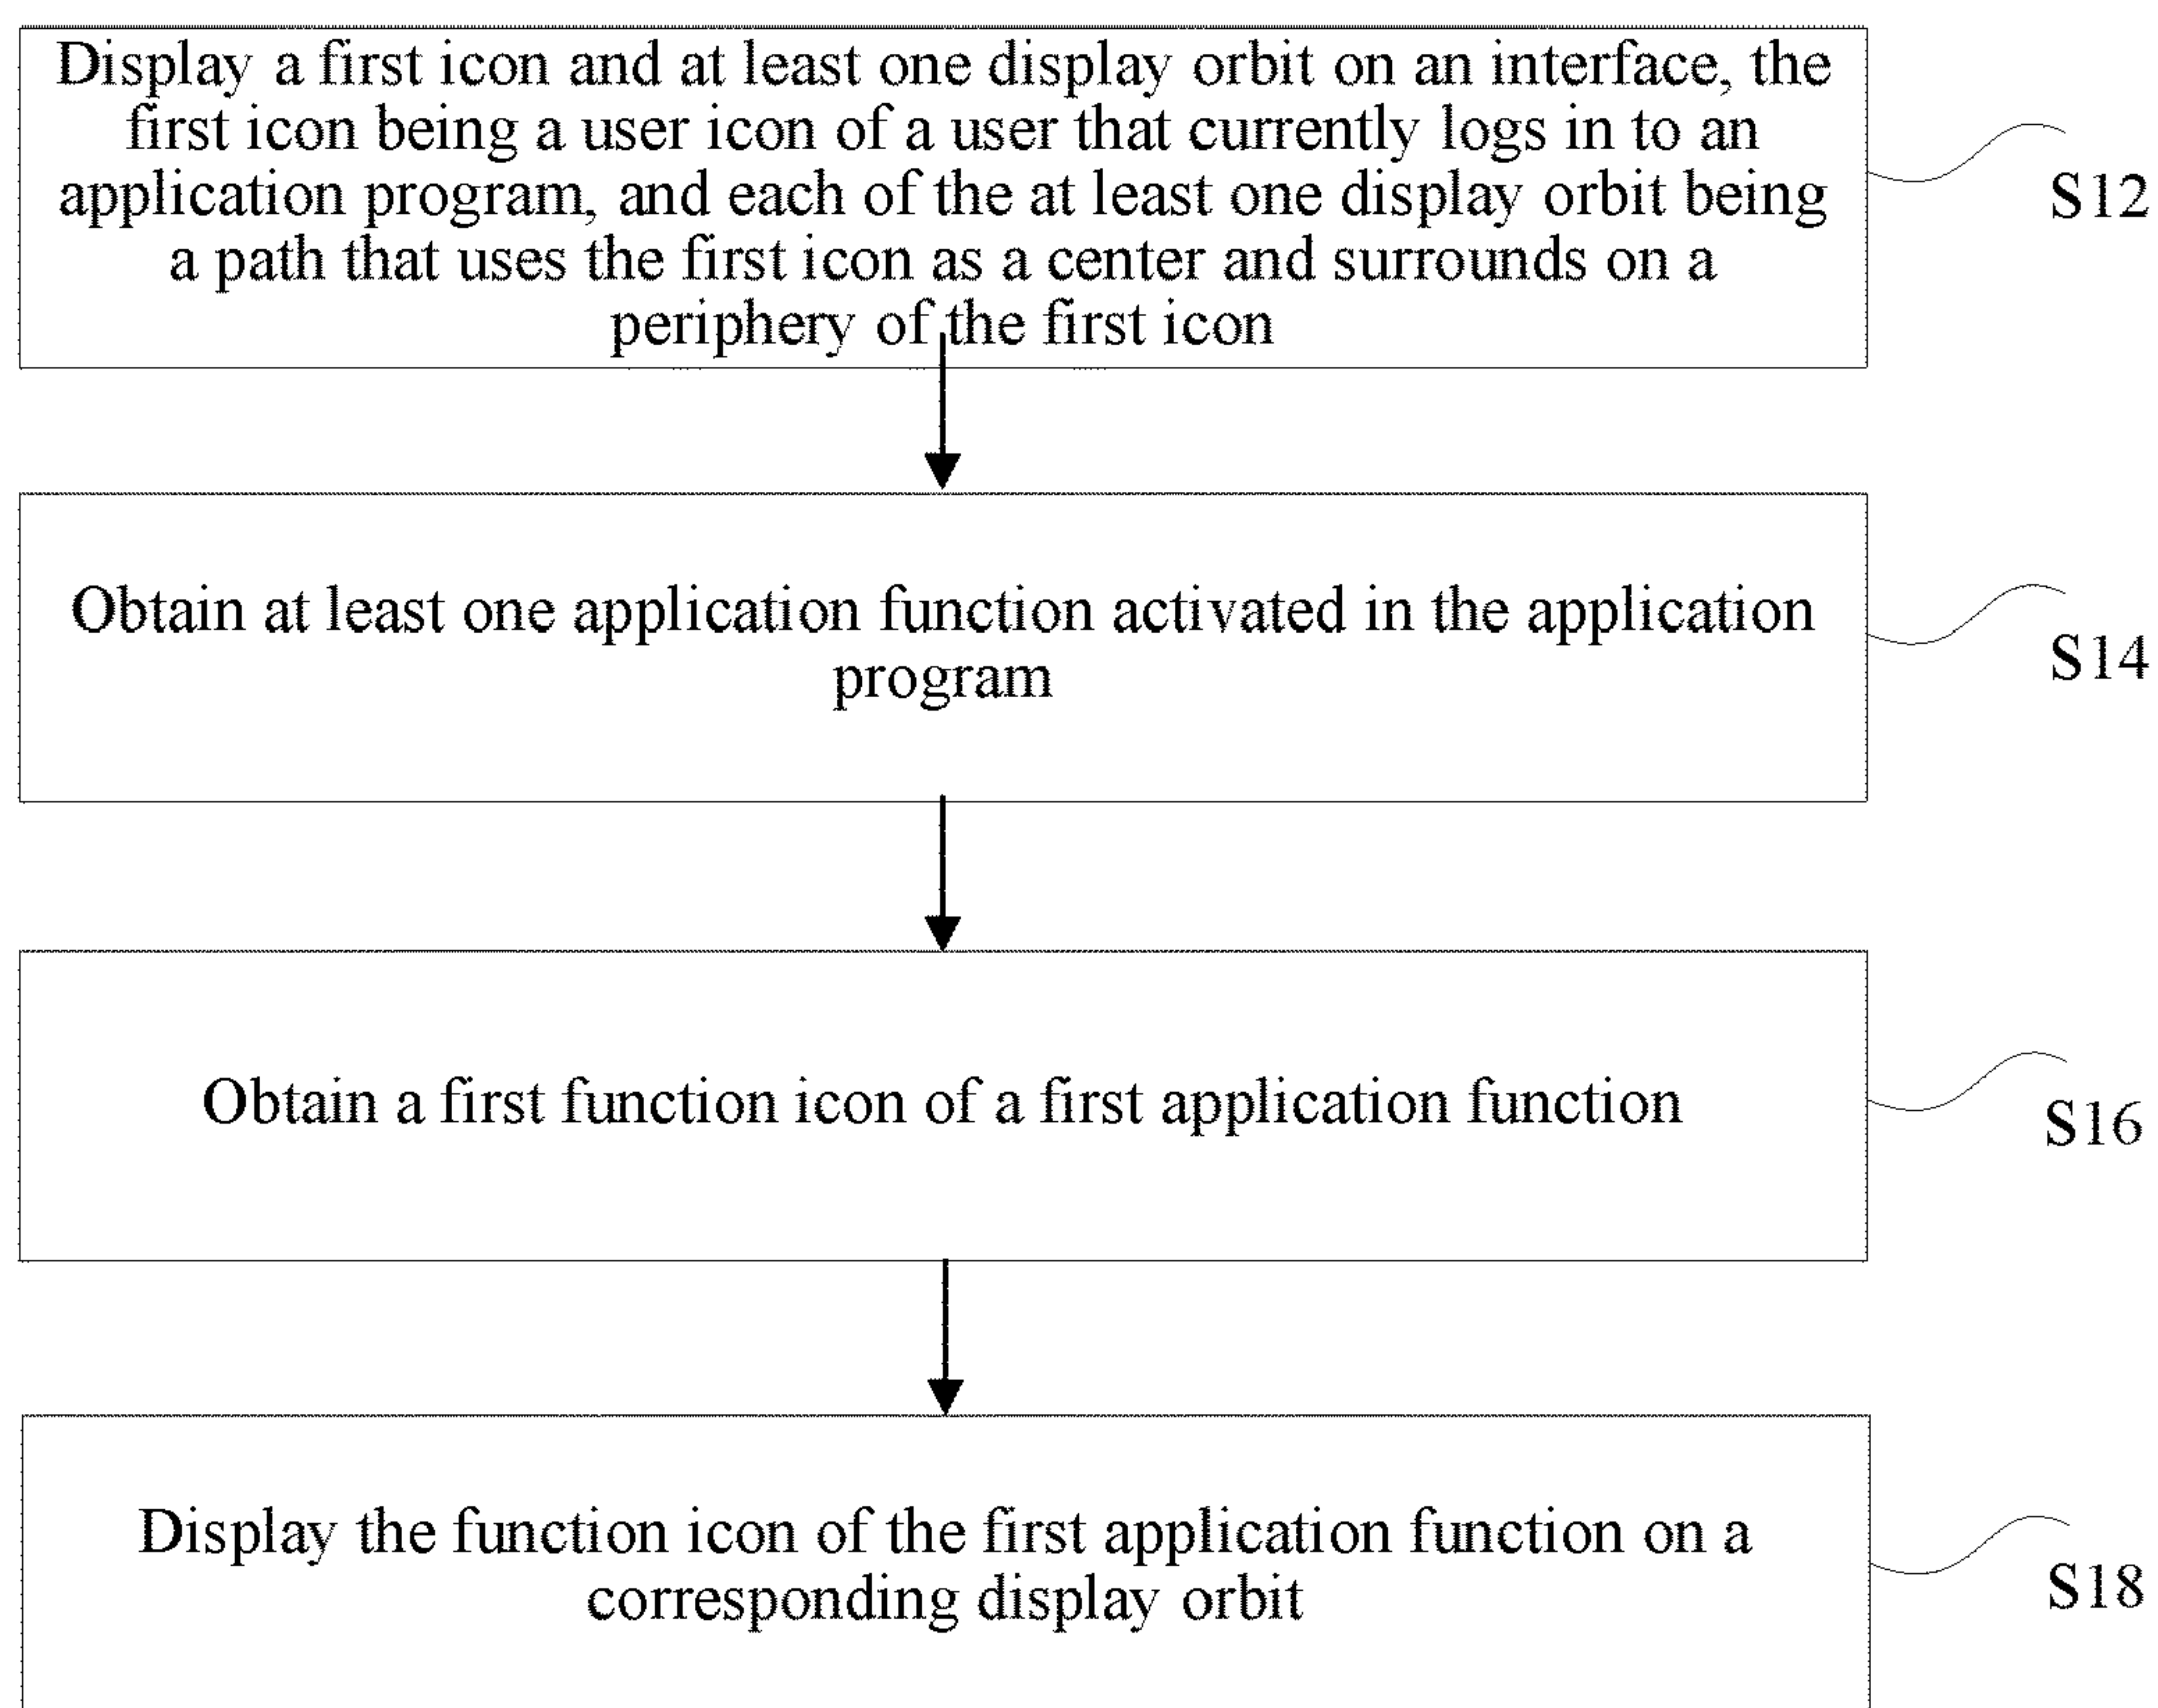 Display a first icon and at least one display orbit on an interface, the
first icon being a user icon of a user that currently logs in to an
application program, and each of the at least one display orbit being
a path that uses the first icon as a center and surrounds on a
periphery of the first icon
S12
Obtain at least one application function activated in the application
program
S14
Obtain a first function icon of a first application function
S16
Display the function icon of the first application function on a
corresponding display orbit
S18